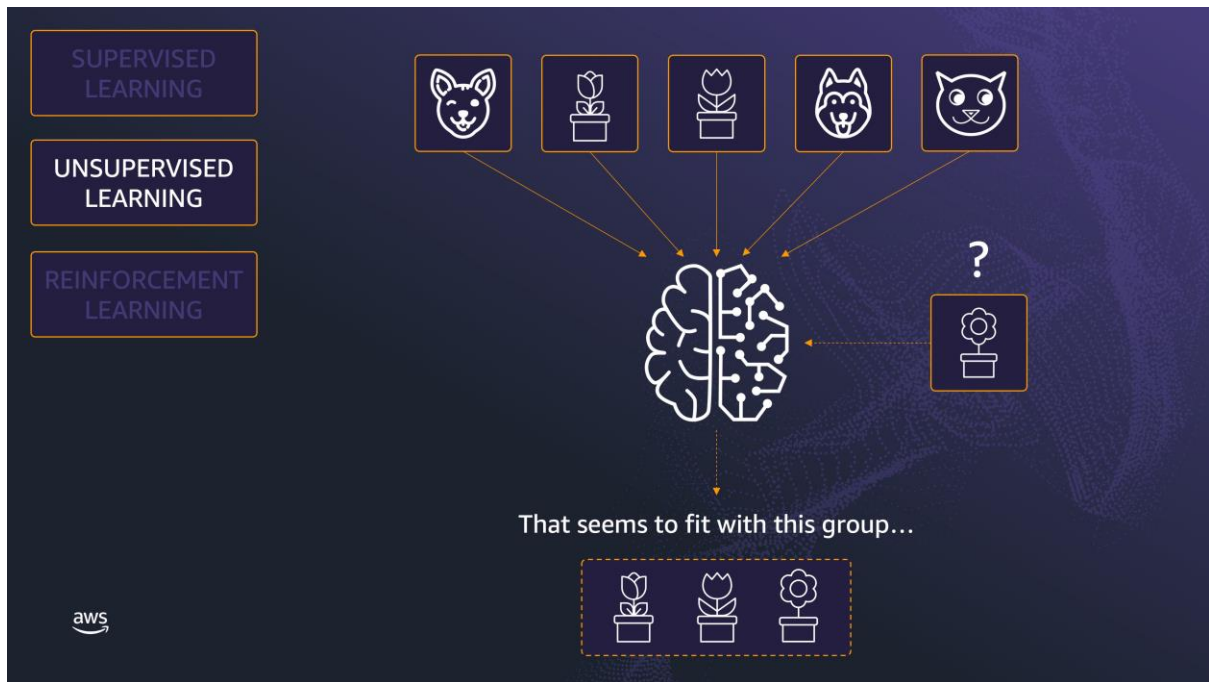 SUPERVISED
LEARNING
UNSUPERVISED
LEARNING
REINFORCEMENT
LEARNING
?
That seems to fit with this group...
aws